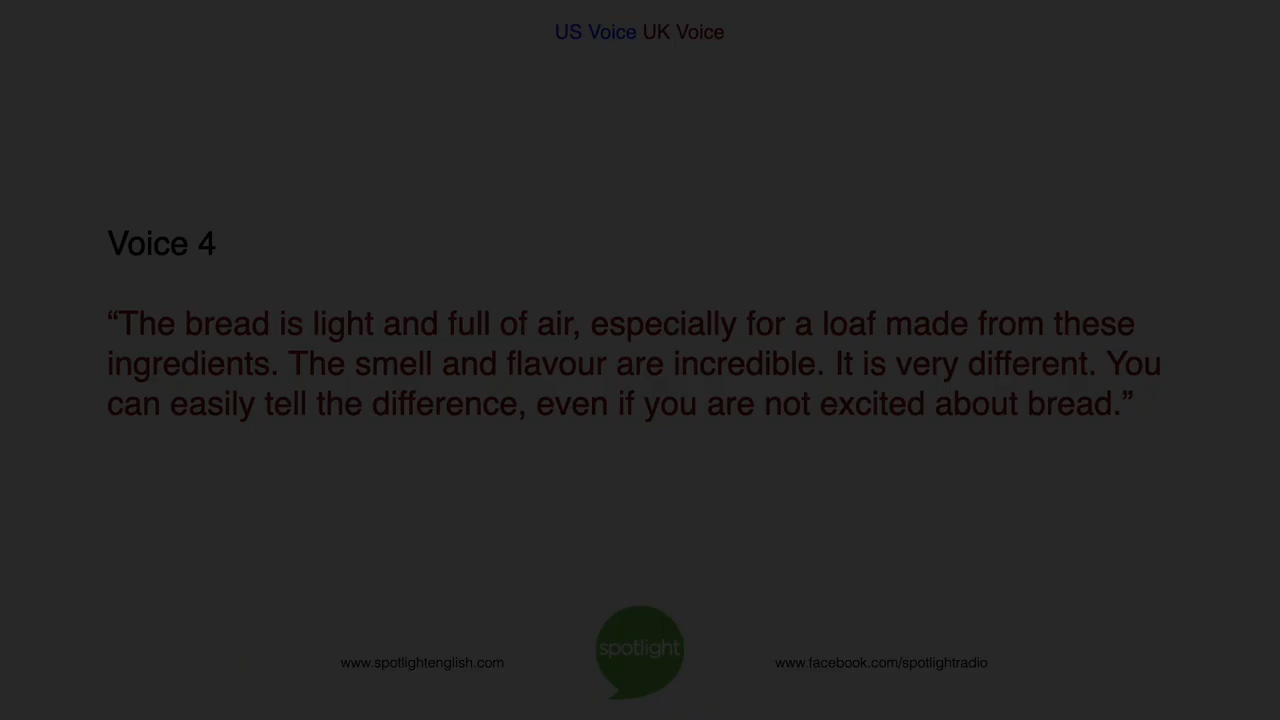 US Voice UK Voice
Voice 4
“The bread is light and full of air, especially for a loaf made from these
ingredients. The smell and flavour are incredible. It is very different. You
can easily tell the difference, even if you are not excited about bread.”
spotlight
www.spotlightenglish.com
www.facebook.com/spotlightradio